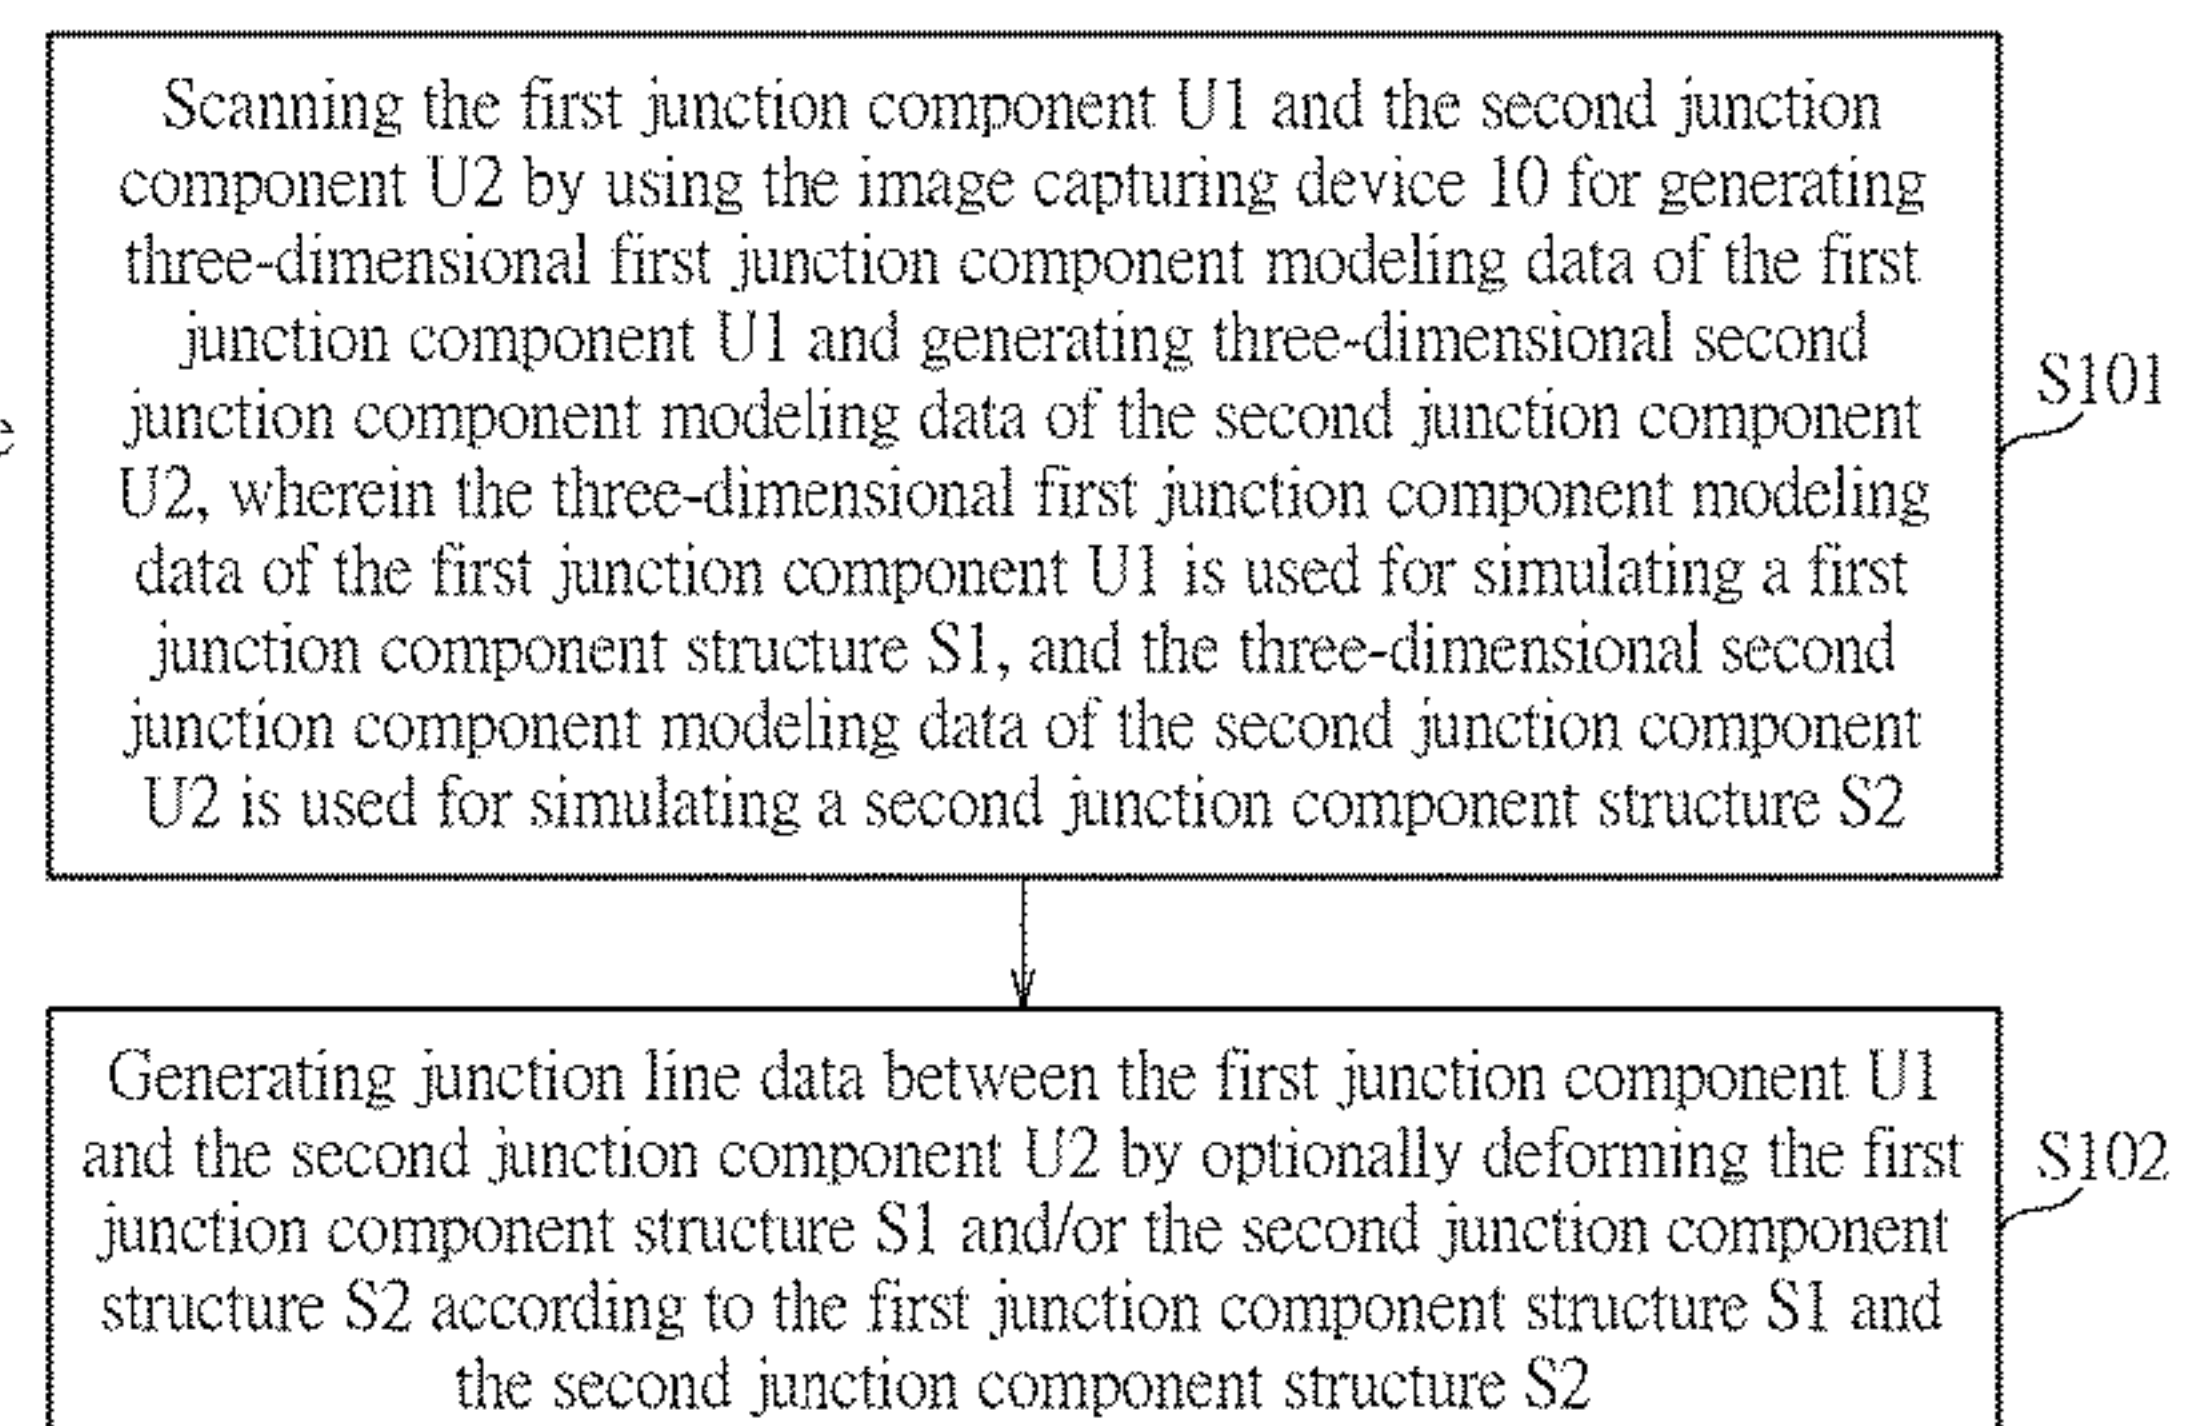 Scanning the first junction component U1 and the second junction
component U2 by using the image capturing device 10 for generating
three-dimensional first junction component modeling data of the first
junction component U1 and generating three-dimensional second
junction component modeling data of the second junction component
U2, wherein the three-dimensional first junction component modeling
data of the first junction component U1 is used for simulating a first
junction component structure S1, and the three-dimensional second
junction component modeling data of the second junction component
U2 is used for simulating a second junction component structure S2
S101
Generating junction line data between the first junction component U1
and the second junction component U2 by optionally deforming the first
junction component structure S1 and/or the second junction component
structure S2 according to the first junction component structure S1 and
the second junction component structure S2
S102